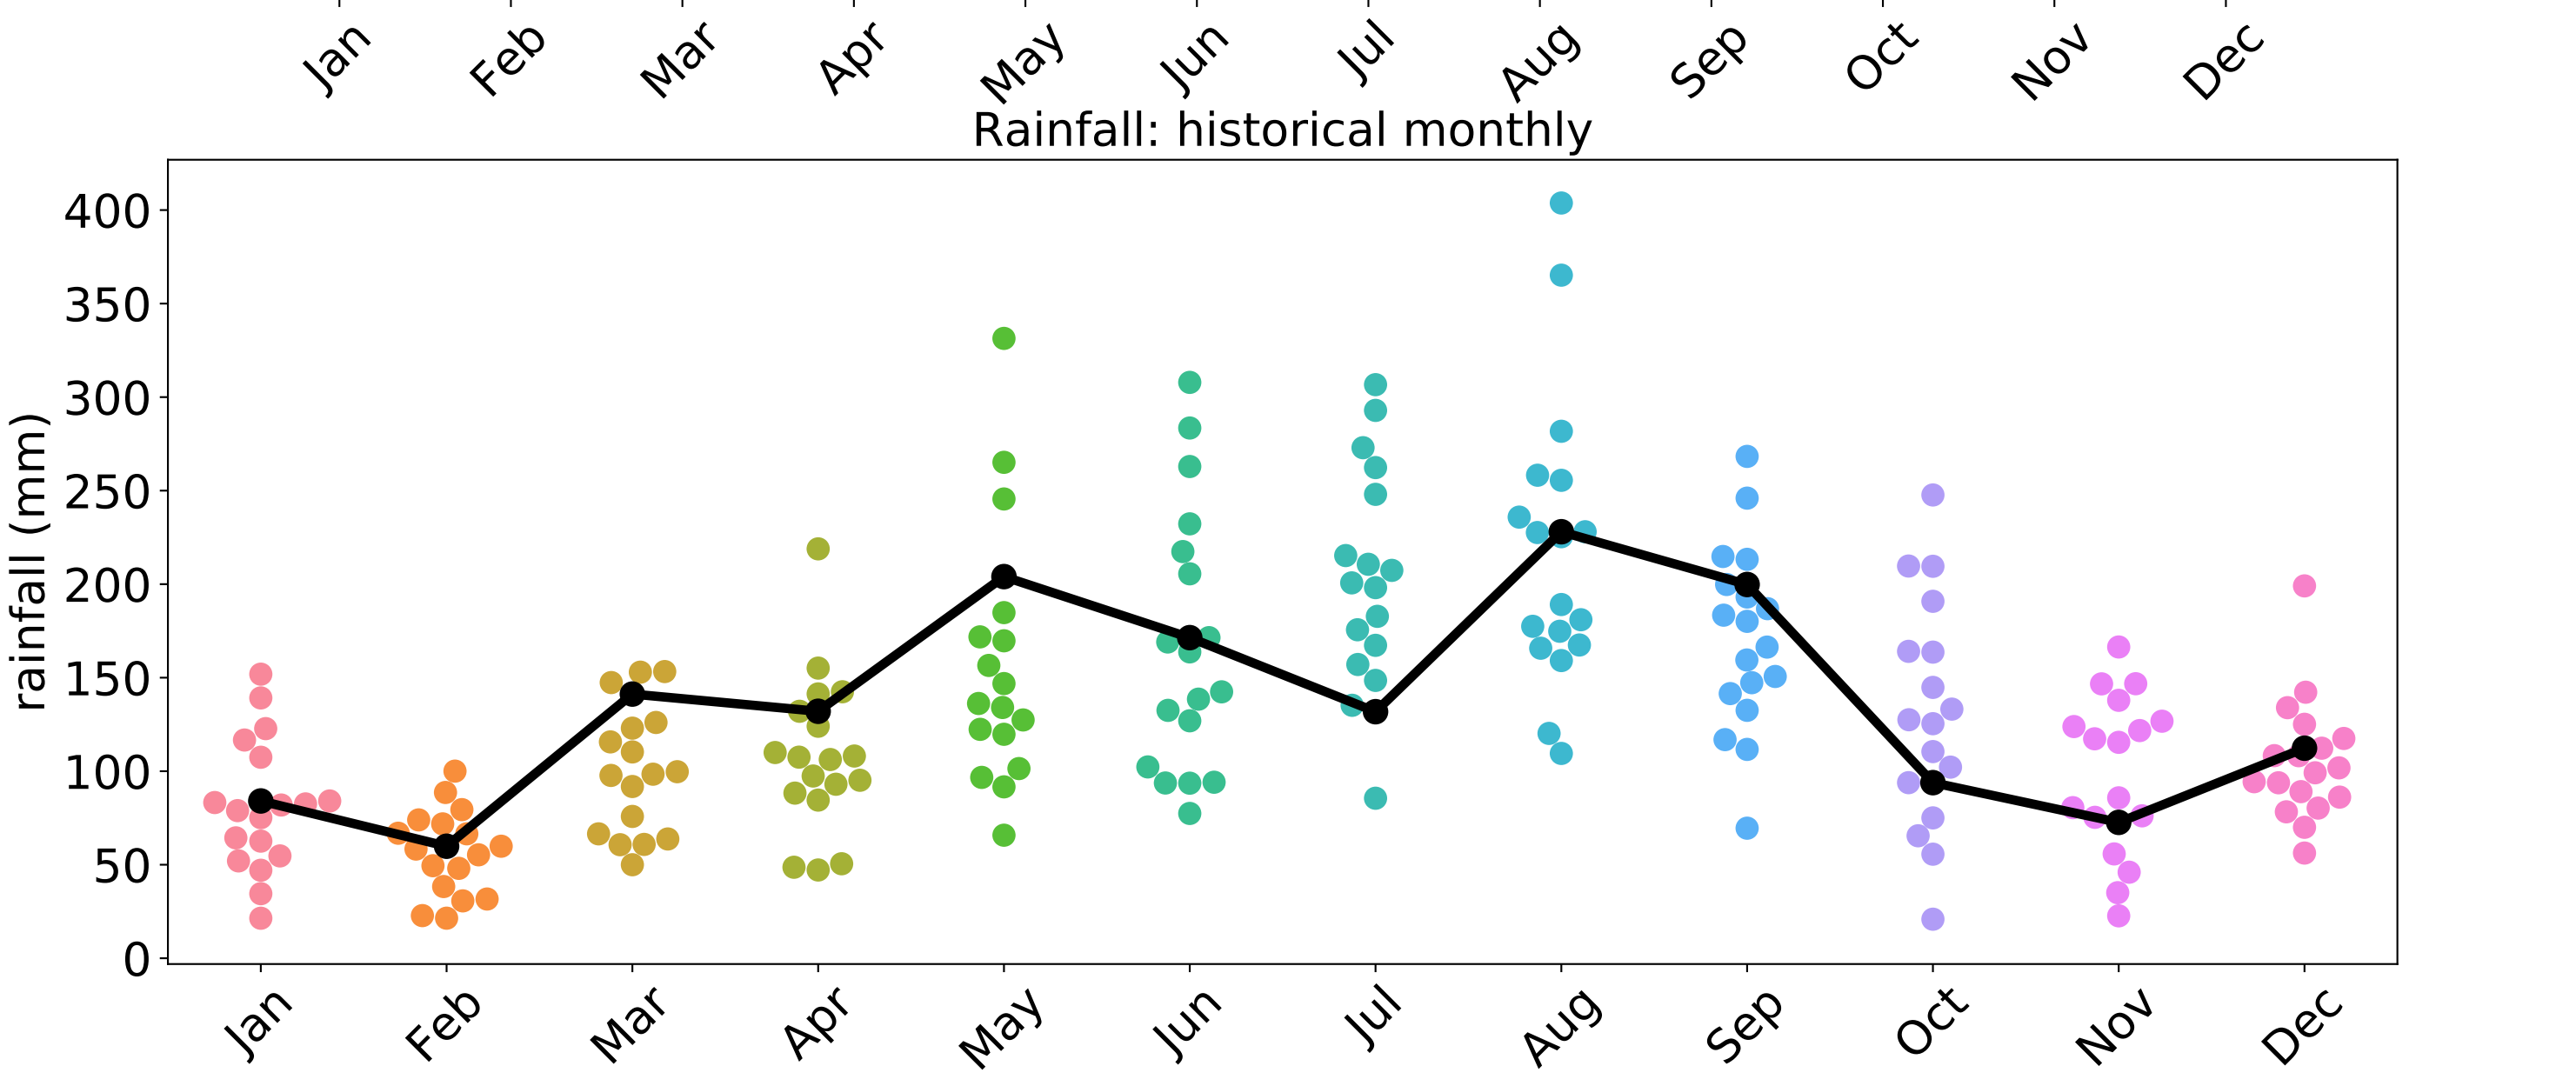 Jan Feb Mar Apr May Jun Jul Aug Sep Oct Nov Dec
Rainfall: historical monthly
400
350
300
250
200
150
100
50
0
rainfall (mm)
Jan Feb Mar Apr May Jun Jul Aug Sep Oct Nov Dec